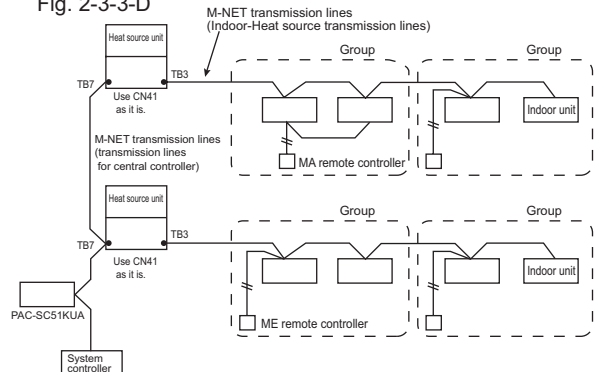 Fig. 2-3-3-D
M-NET transmission lines
(Indoor-Heat source transmission lines)
Heat source unit
TB7
TB3
Use CN41
as it is.
Group
Group
Indoor unit
MA remote controller
M-NET transmission lines
(transmission lines
for central controller)
Heat source unit
TB7
TB3
Use CN41
as it is.
Group
Group
Indoor unit
ME remote controller
PAC-SC51KUA
System
controller